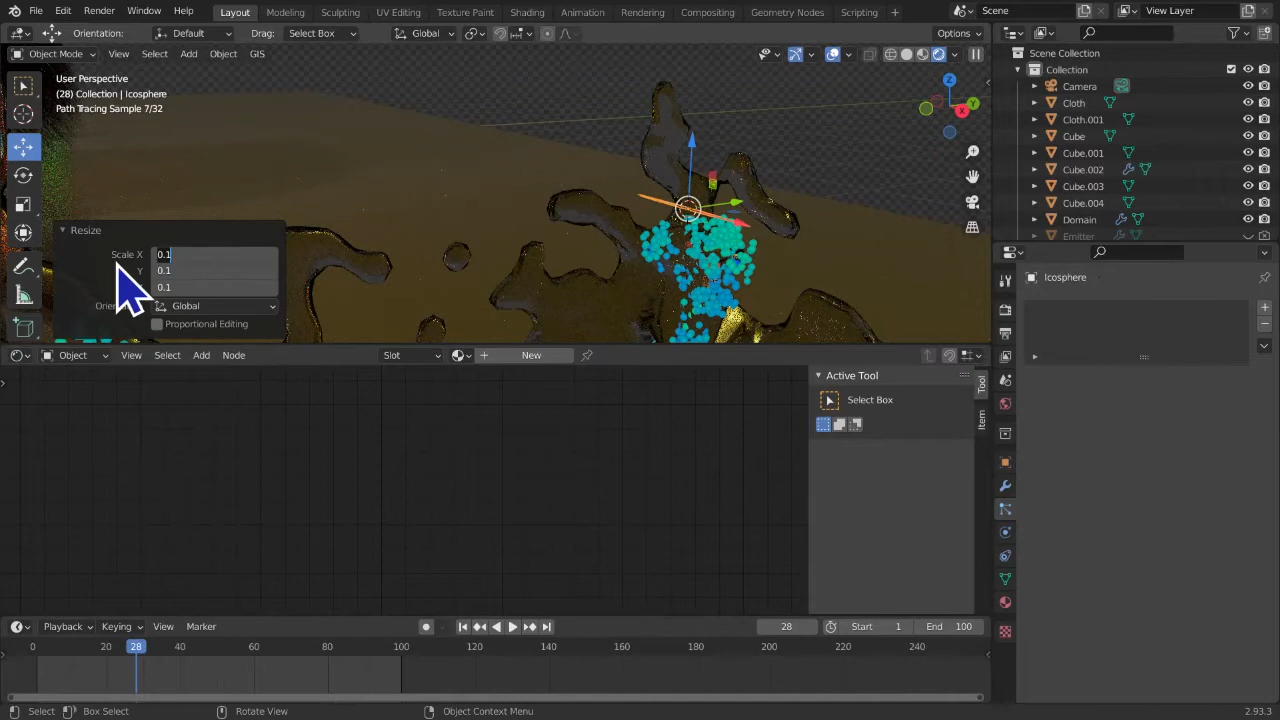 File Edit Render Window Help Layout Modeling Sculpting UV Editing Texture Paint Shading Animation Rendering Compositing Geometry Nodes Scripting + Scene View Layer
Orientation: Default Drag: Select Box Global Options
Object Mode View Select Add Object GIS
User Perspective
(28) Collection | Icosphere
Path Tracing Sample 7/32
Z
Y
X
Resize
Scale X 0.1
Y 0.1
0.1
Global
Proportional Editing
Scene Collection
Collection
Camera
Cloth
Cloth.001
Cube
Cube.001
Cube.002
Cube.003
Cube.004
Domain
Emitter
Icosphere
Object View Select Add Node Slot New
Active Tool
Select Box
Tool
Item
Playback Keying View Marker 28 Start 1 End 100
0 20 28 40 60 80 100 120 140 160 180 200 220 240
Select Box Select Rotate View Object Context Menu 2.93.3